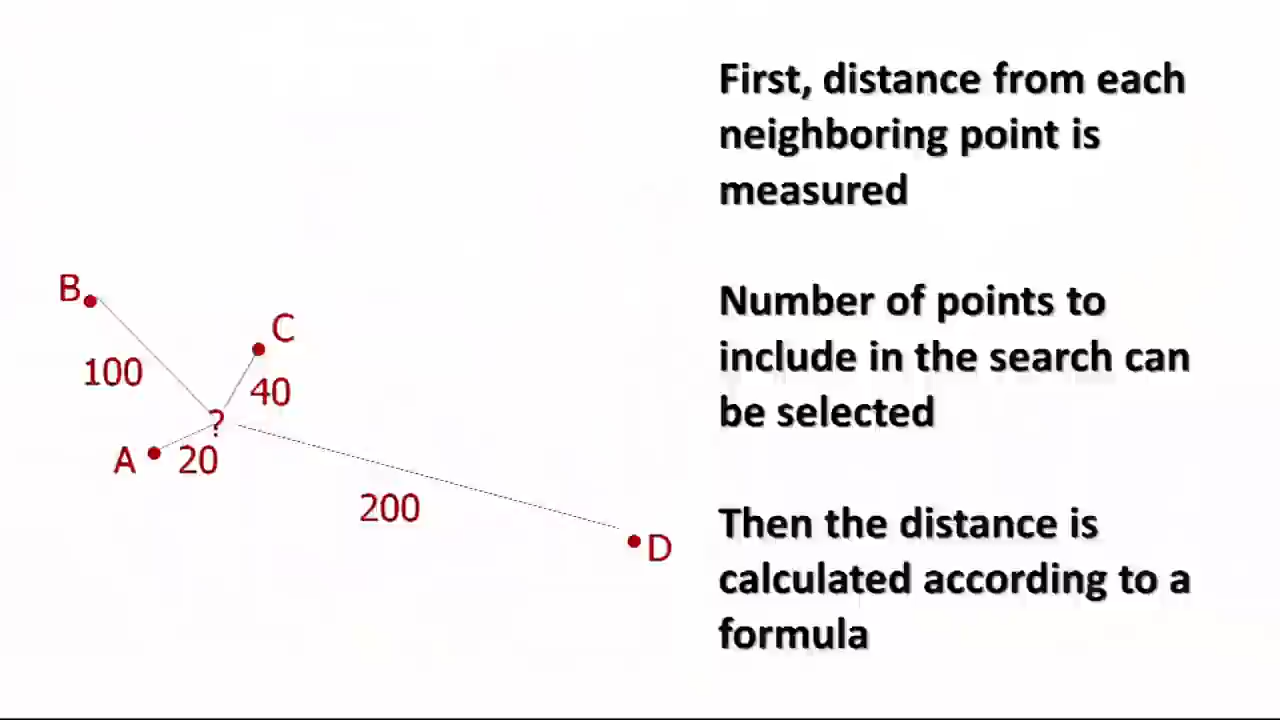 First, distance from each
neighboring point is
measured
Number of points to
include in the search can
be selected
Then the distance is
calculated according to a
formula
B
C
100
40
?
A
20
200
D